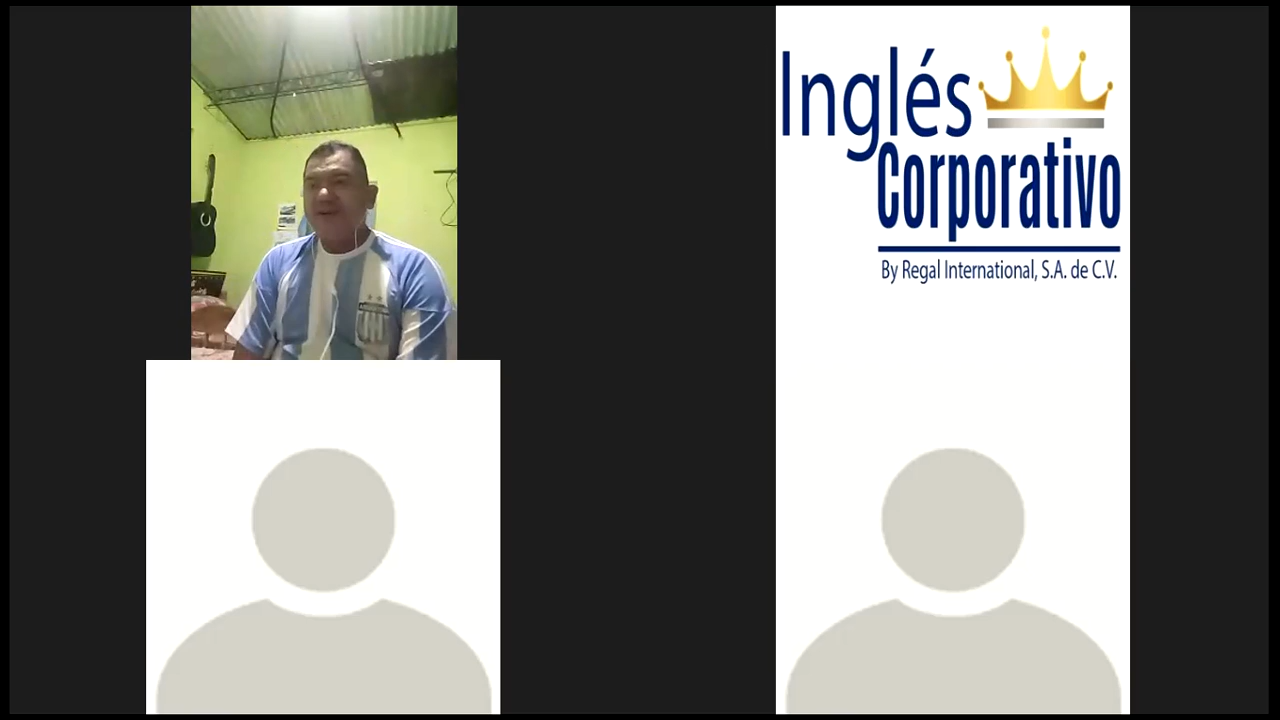 Inglés
Corporativo
By Regal International, S.A. de C.V.